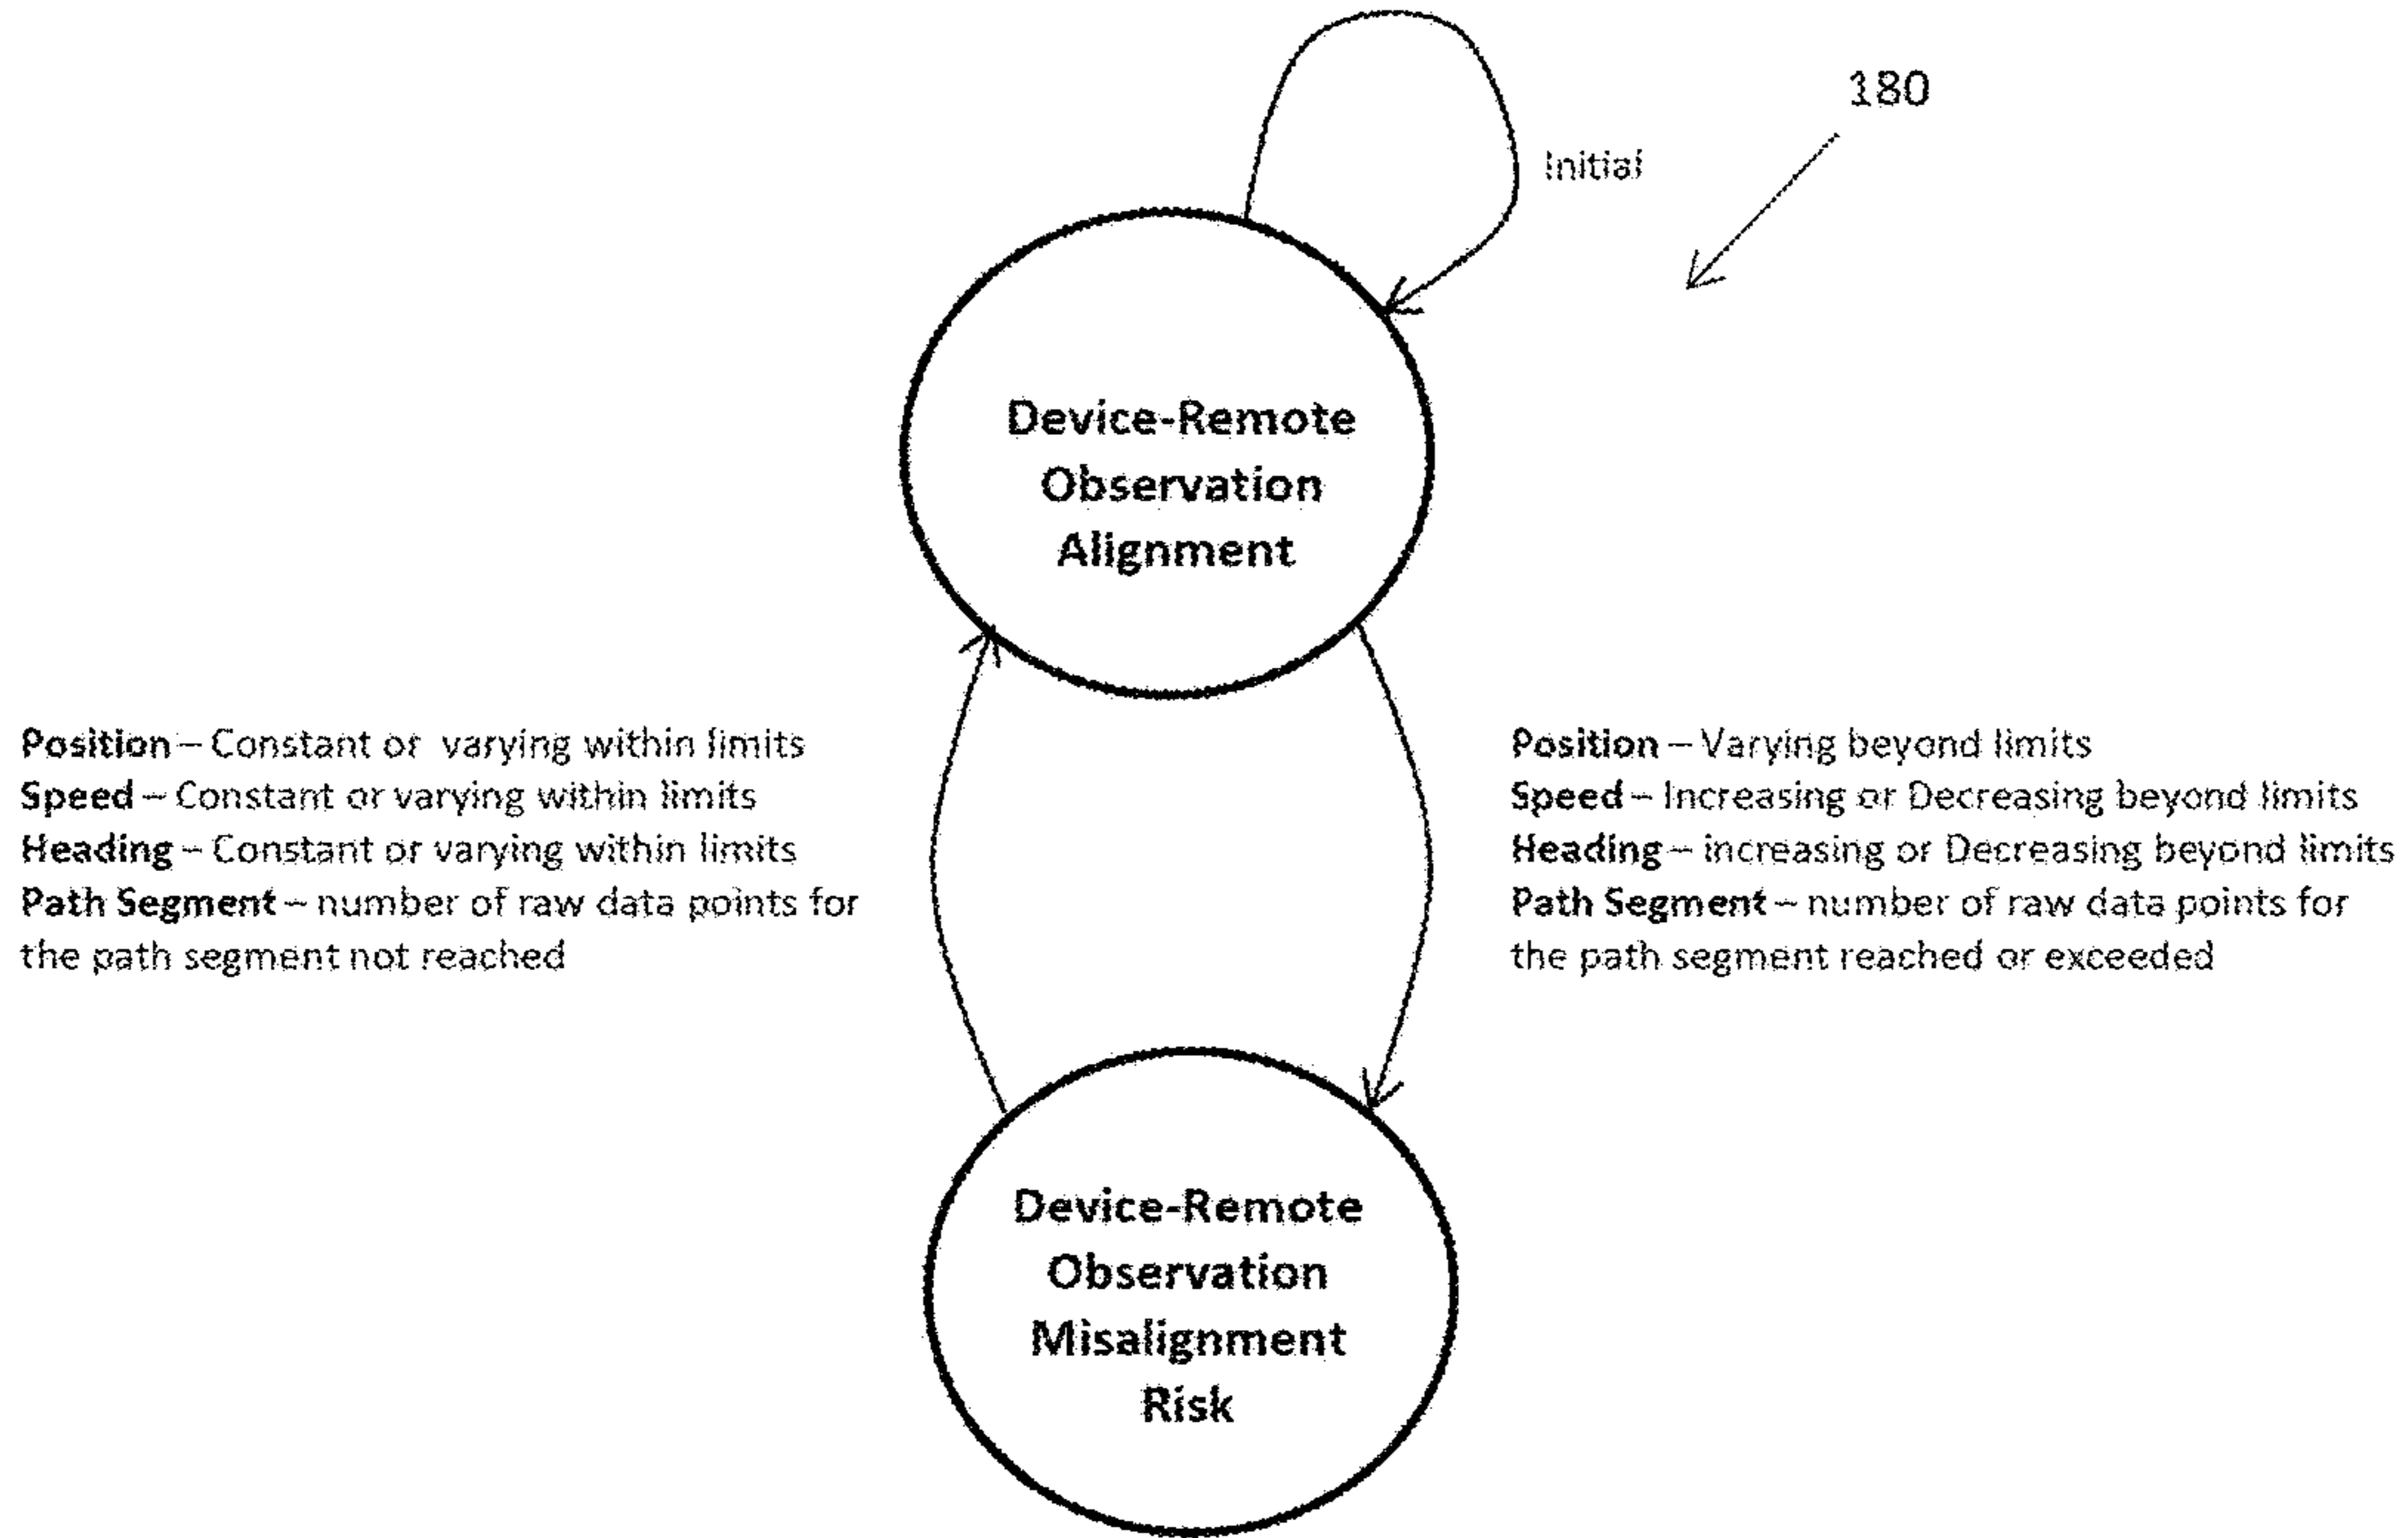 180
Initial
Device-Remote
Observation
Alignment
Position – Constant or varying within limits
Speed – Constant or varying within limits
Heading – Constant or varying within limits
Path Segment – number of raw data points for
the path segment not reached
Position – Varying beyond limits
Speed – Increasing or Decreasing beyond limits
Heading – increasing or Decreasing beyond limits
Path Segment – number of raw data points for
the path segment reached or exceeded
Device-Remote
Observation
Misalignment
Risk